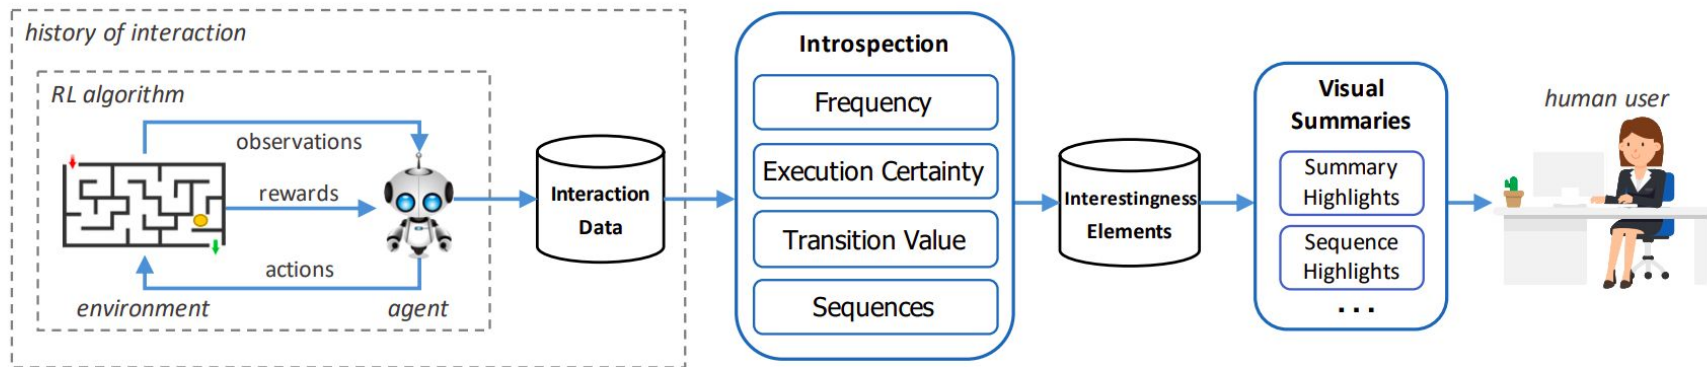 history of interaction
RL algorithm
observations
rewards
actions
environment
agent
Interaction
Data
Introspection
Frequency
Execution Certainty
Transition Value
Sequences
Interestingness
Elements
Visual
Summaries
Summary
Highlights
Sequence
Highlights
...
human user